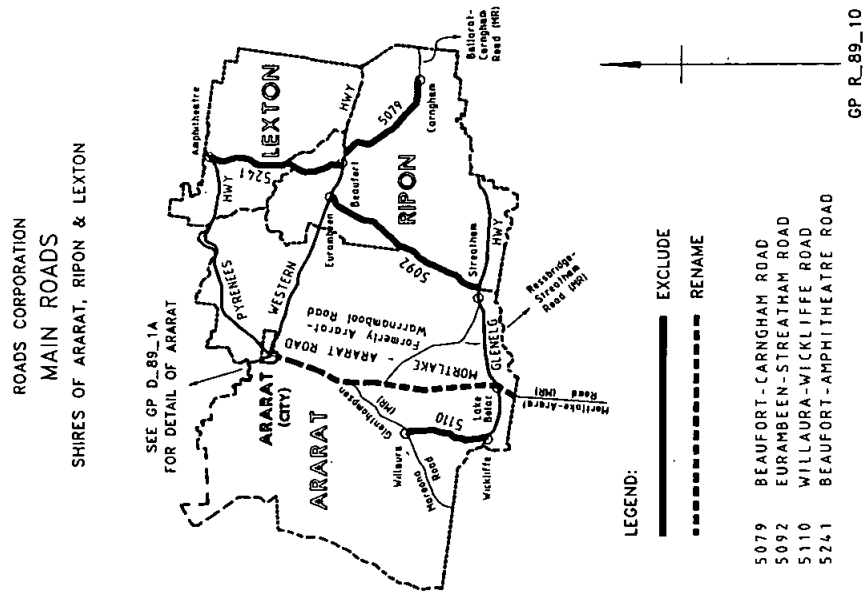 ROADS CORPORATION
MAIN ROADS
SHIRES OF ARARAT, RIPON & LEXTON
SEE GP D_89_1A
FOR DETAIL OF ARARAT
ARARAT
(CITY)
ARARAT
LEXTON
RIPON
Amphitheatre
PYRENEES
HWY
5241
WESTERN
HWY
Beaufort
5079
Carngham
Ballarat-
Carngham
Road (MR)
Eurambeen
5092
Streatham
MORTLAKE - ARARAT ROAD
Formerly Ararat-
Warrnambool Road
Glenthompson
(MR)
Willaura
5110
Road
Wickliffe
Lake
Bolac
GLENELG
HWY
Rossbridge-
Streatham
Road (MR)
Mortlake-Ararat
Road (MR)
LEGEND:
EXCLUDE
RENAME
5079 BEAUFORT-CARNGHAM ROAD
5092 EURAMBEEN-STREATHAM ROAD
5110 WILLAURA-WICKLIFFE ROAD
5241 BEAUFORT-AMPHITHEATRE ROAD
GP R_89_10